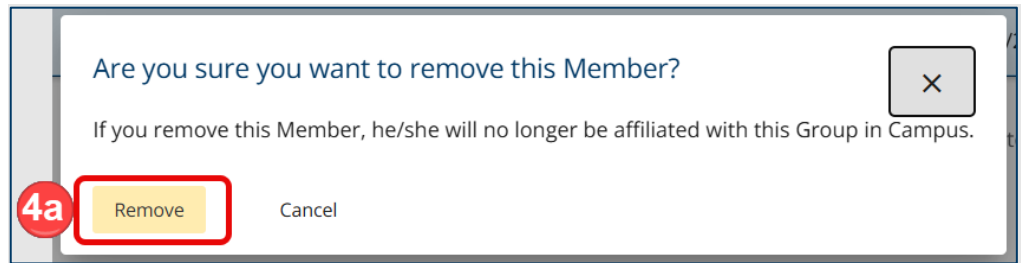 Are you sure you want to remove this Member?
If you remove this Member, he/she will no longer be affiliated with this Group in Campus.
4a
Remove Cancel